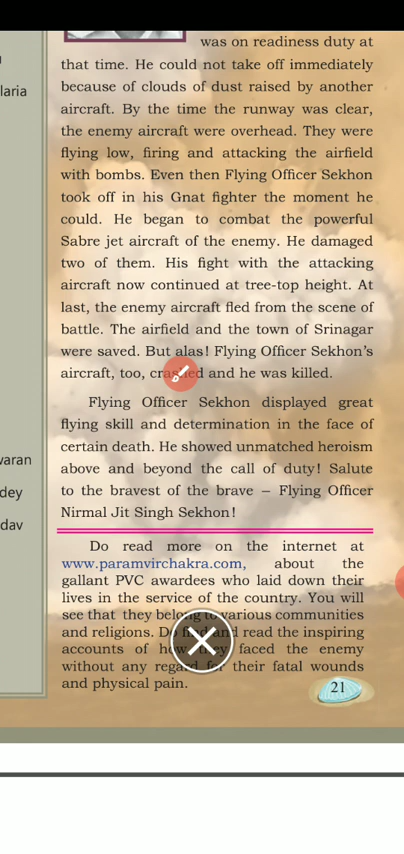 laria
was on readiness duty at
that time. He could not take off immediately
because of clouds of dust raised by another
aircraft. By the time the runway was clear,
the enemy aircraft were overhead. They were
flying low, firing and attacking the airfield
with bombs. Even then Flying Officer Sekhon
took off in his Gnat fighter the moment he
could. He began to combat the powerful
Sabre jet aircraft of the enemy. He damaged
two of them. His fight with the attacking
aircraft now continued at tree-top height. At
last, the enemy aircraft fled from the scene of
battle. The airfield and the town of Srinagar
were saved. But alas! Flying Officer Sekhon's
aircraft, too, crashed and he was killed.
Flying Officer Sekhon displayed great
flying skill and determination in the face of
certain death. He showed unmatched heroism
above and beyond the call of duty! Salute
to the bravest of the brave – Flying Officer
Nirmal Jit Singh Sekhon!
waran
dey
dav
Do read more on the internet at
www.paramvirchakra.com, about the
gallant PVC awardees who laid down their
lives in the service of the country. You will
see that they belong to various communities
and religions. Do find and read the inspiring
accounts of how they faced the enemy
without any regard for their fatal wounds
and physical pain.
21